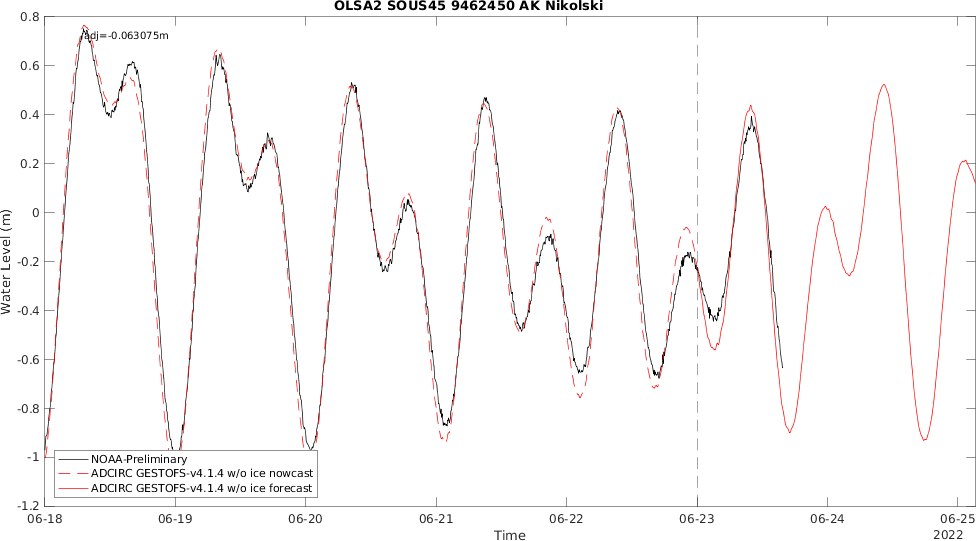 OLSA2 SOUS45 9462450 AK Nikolski
adj=-0.063075m
0.8
0.6
0.4
0.2
0
-0.2
-0.4
-0.6
-0.8
-1
-1.2
Water Level (m)
NOAA-Preliminary
ADCIRC GESTOFS-v4.1.4 w/o ice nowcast
ADCIRC GESTOFS-v4.1.4 w/o ice forecast
06-18 06-19 06-20 06-21 06-22 06-23 06-24 06-25
Time
2022